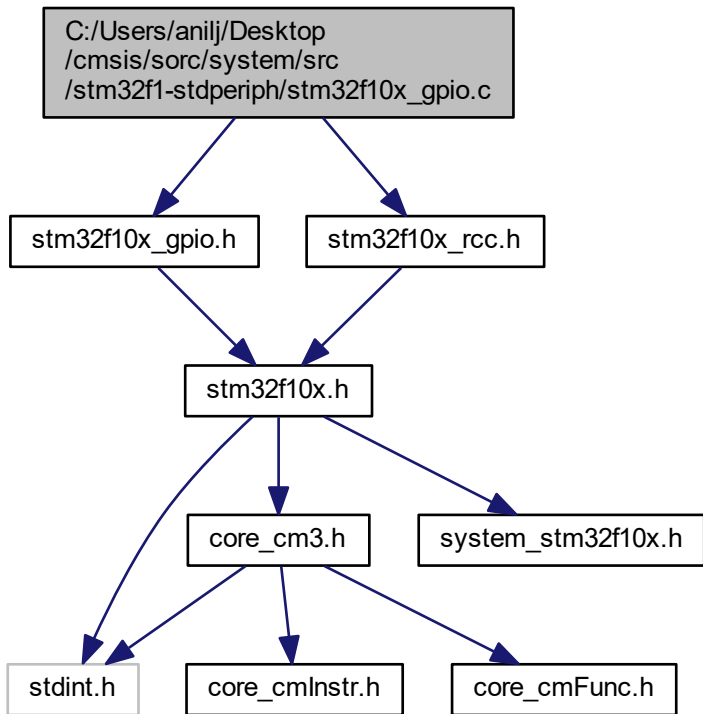 C:/Users/anilj/Desktop
/cmsis/sorc/system/src
/stm32f1-stdperiph/stm32f10x_gpio.c
stm32f10x_gpio.h
stm32f10x_rcc.h
stm32f10x.h
core_cm3.h
system_stm32f10x.h
stdint.h
core_cmInstr.h
core_cmFunc.h